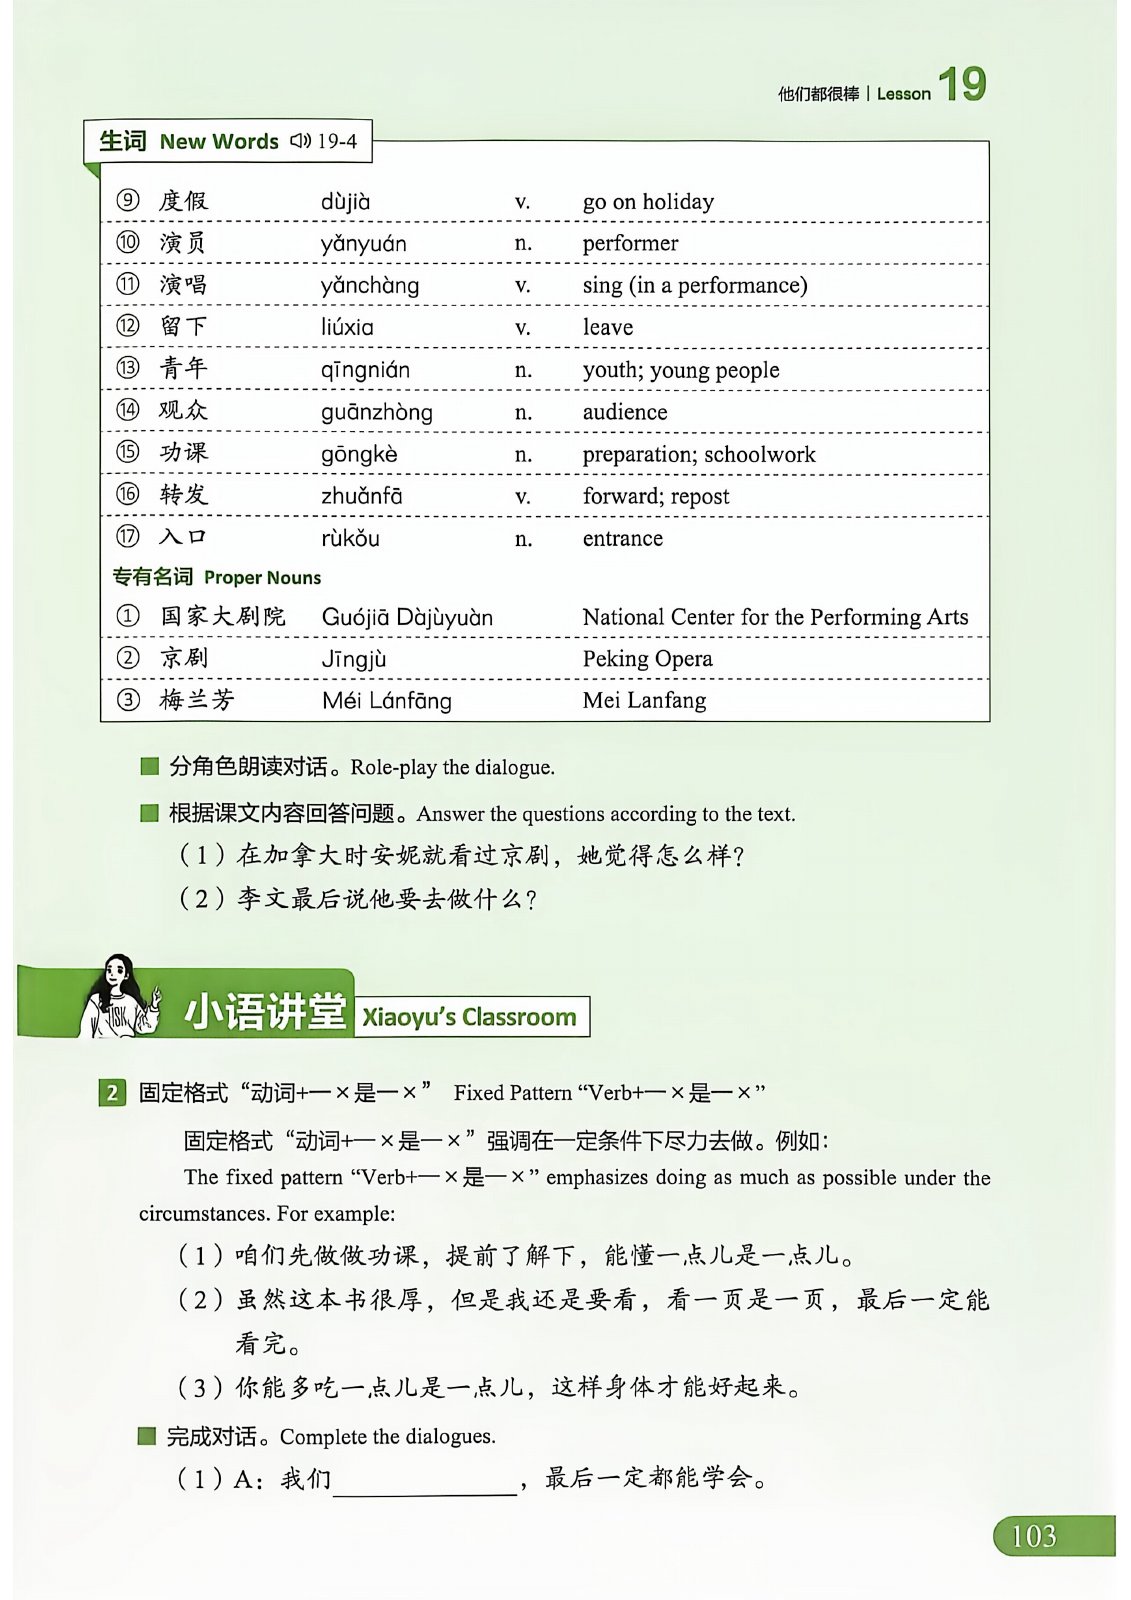 他们都很棒 | Lesson 19
生词 New Words 19-4
⑨ 度假 dùjià v. go on holiday
⑩ 演员 yǎnyuán n. performer
⑪ 演唱 yǎnchàng v. sing (in a performance)
⑫ 留下 liúxia v. leave
⑬ 青年 qīngnián n. youth; young people
⑭ 观众 guānzhòng n. audience
⑮ 功课 gōngkè n. preparation; schoolwork
⑯ 转发 zhuǎnfā v. forward; repost
⑰ 入口 rùkǒu n. entrance
专有名词 Proper Nouns
① 国家大剧院 Guójiā Dàjùyuàn National Center for the Performing Arts
② 京剧 Jīngjù Peking Opera
③ 梅兰芳 Méi Lánfāng Mei Lanfang
■ 分角色朗读对话。Role-play the dialogue.
■ 根据课文内容回答问题。Answer the questions according to the text.
（1）在加拿大时安妮就看过京剧，她觉得怎么样？
（2）李文最后说他要去做什么？
小语讲堂 Xiaoyu's Classroom
2 固定格式“动词+一×是一×” Fixed Pattern “Verb+一×是一×”
固定格式“动词+一×是一×”强调在一定条件下尽力去做。例如：
The fixed pattern “Verb+一×是一×” emphasizes doing as much as possible under the
circumstances. For example:
（1）咱们先做做功课，提前了解下，能懂一点儿是一点儿。
（2）虽然这本书很厚，但是我还是要看，看一页是一页，最后一定能
看完。
（3）你能多吃一点儿是一点儿，这样身体才能好起来。
■ 完成对话。Complete the dialogues.
（1）A：我们______________，最后一定都能学会。
103